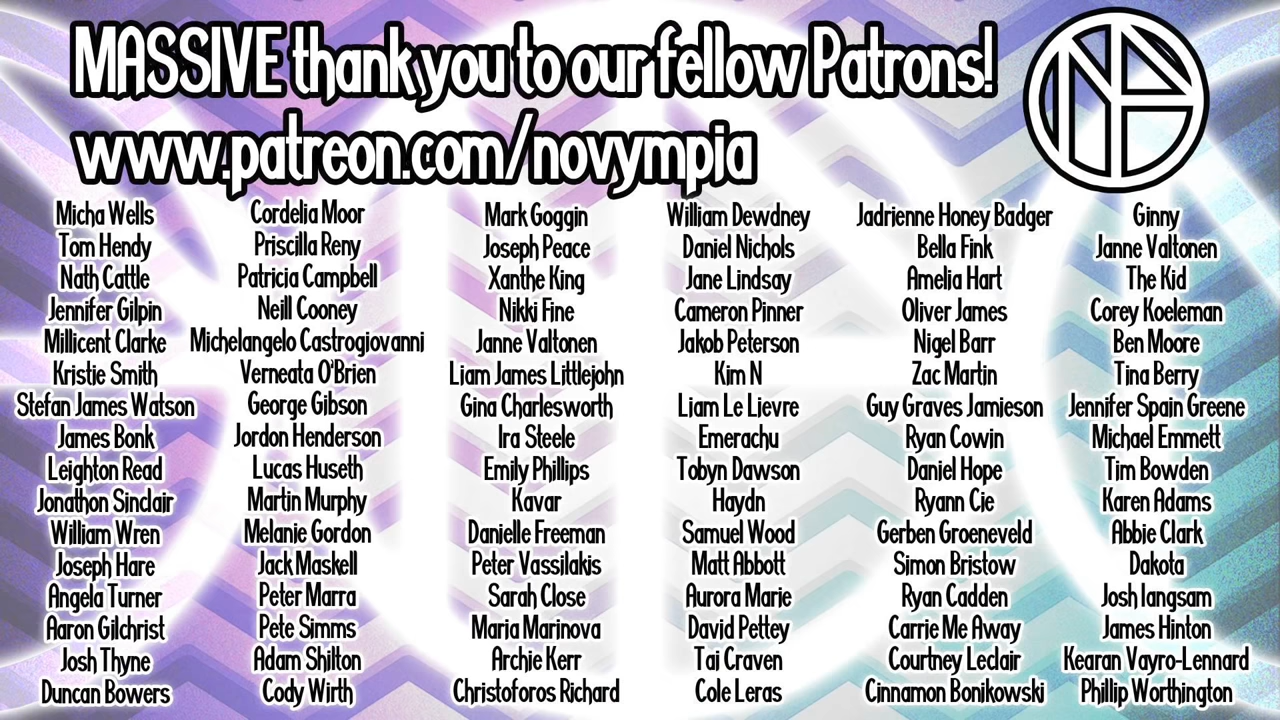 MASSIVE thank you to our fellow Patrons!
www.patreon.com/novympia
Micha Wells
Tom Hendy
Nath Cattle
Jennifer Gilpin
Millicent Clarke
Kristie Smith
Stefan James Watson
James Bonk
Leighton Read
Jonathon Sinclair
William Wren
Joseph Hare
Angela Turner
Aaron Gilchrist
Josh Thyne
Duncan Bowers
Cordelia Moor
Priscilla Reny
Patricia Campbell
Neill Cooney
Michelangelo Castrogiovanni
Verneata O'Brien
George Gibson
Jordon Henderson
Lucas Huseth
Martin Murphy
Melanie Gordon
Jack Maskell
Peter Marra
Pete Simms
Adam Shilton
Cody Wirth
Mark Goggin
Joseph Peace
Xanthe King
Nikki Fine
Janne Valtonen
Liam James Littlejohn
Gina Charlesworth
Ira Steele
Emily Phillips
Kavar
Danielle Freeman
Peter Vassilakis
Sarah Close
Maria Marinova
Archie Kerr
Christoforos Richard
William Dewdney
Daniel Nichols
Jane Lindsay
Cameron Pinner
Jakob Peterson
Kim N
Liam Le Lievre
Emerachu
Tobyn Dawson
Haydn
Samuel Wood
Matt Abbott
Aurora Marie
David Pettey
Tai Craven
Cole Leras
Jadrienne Honey Badger
Bella Fink
Amelia Hart
Oliver James
Nigel Barr
Zac Martin
Guy Graves Jamieson
Ryan Cowin
Daniel Hope
Ryann Cie
Gerben Groeneveld
Simon Bristow
Ryan Cadden
Carrie Me Away
Courtney Leclair
Cinnamon Bonikowski
Ginny
Janne Valtonen
The Kid
Corey Koeleman
Ben Moore
Tina Berry
Jennifer Spain Greene
Michael Emmett
Tim Bowden
Karen Adams
Abbie Clark
Dakota
Josh langsam
James Hinton
Kearan Vayro-Lennard
Phillip Worthington